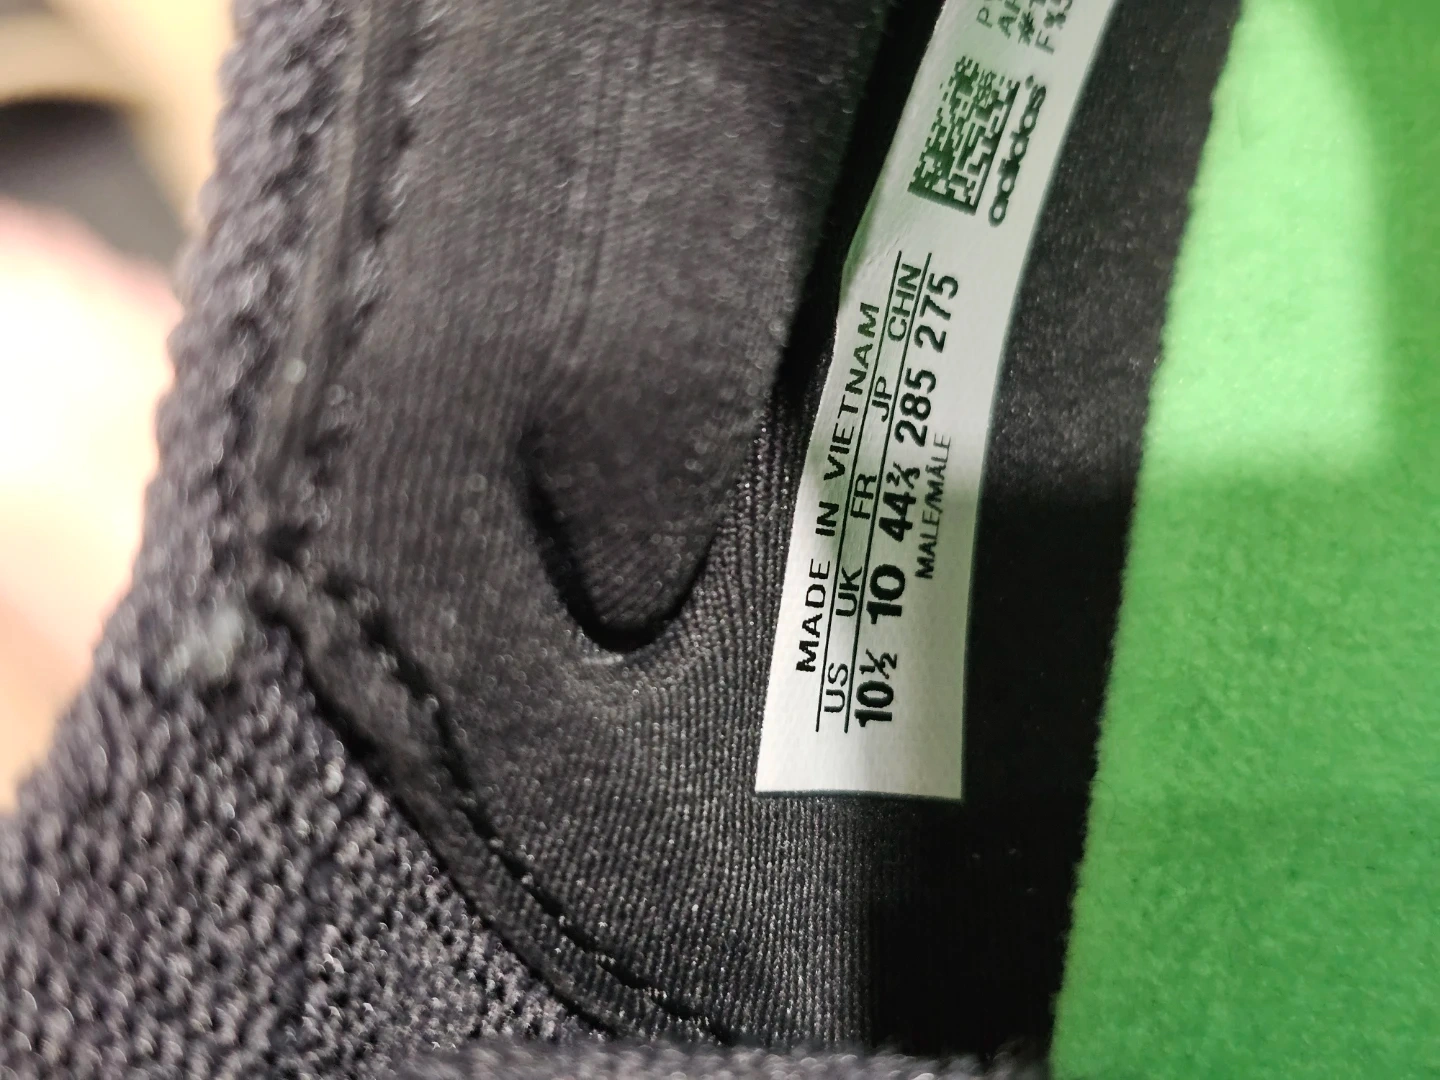 adidas
MADE IN VIETNAM
US UK FR JP CHN
10½ 10 44⅔ 285 275
MALE/MÂLE